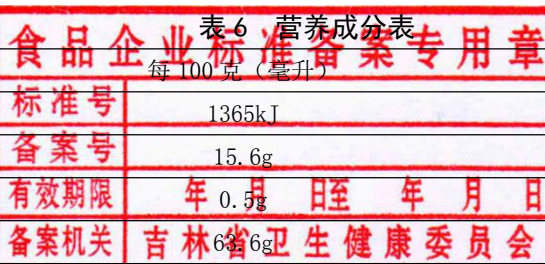 表 6 营养成分表
食品企业标准备案专用章
每 100 克（毫升）
标准号
1365kJ
备案号
15.6g
有效期限 年 月 日至 年 月 日
0.5g
备案机关 吉林省卫生健康委员会
63.6g